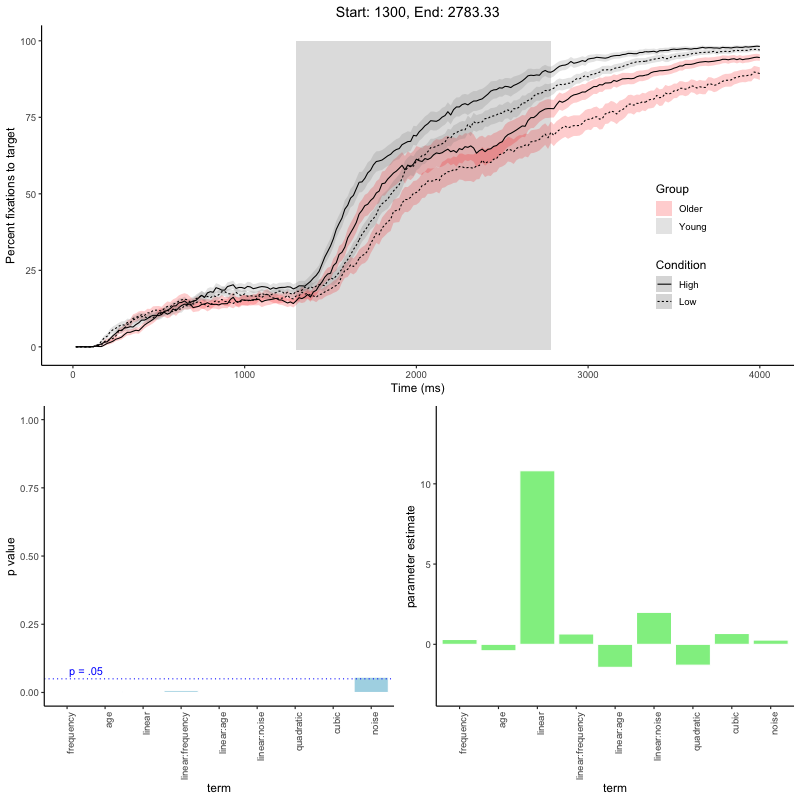 Start: 1300, End: 2783.33
Percent fixations to target
100
75
50
25
0
0
1000
2000
3000
4000
Time (ms)
Group
Older
Young
Condition
High
Low
p value
1.00
0.75
0.50
0.25
0.00
p = .05
frequency
age
linear
linear:frequency
linear:age
linear:noise
quadratic
cubic
noise
term
parameter estimate
10
5
0
frequency
age
linear
linear:frequency
linear:age
linear:noise
quadratic
cubic
noise
term